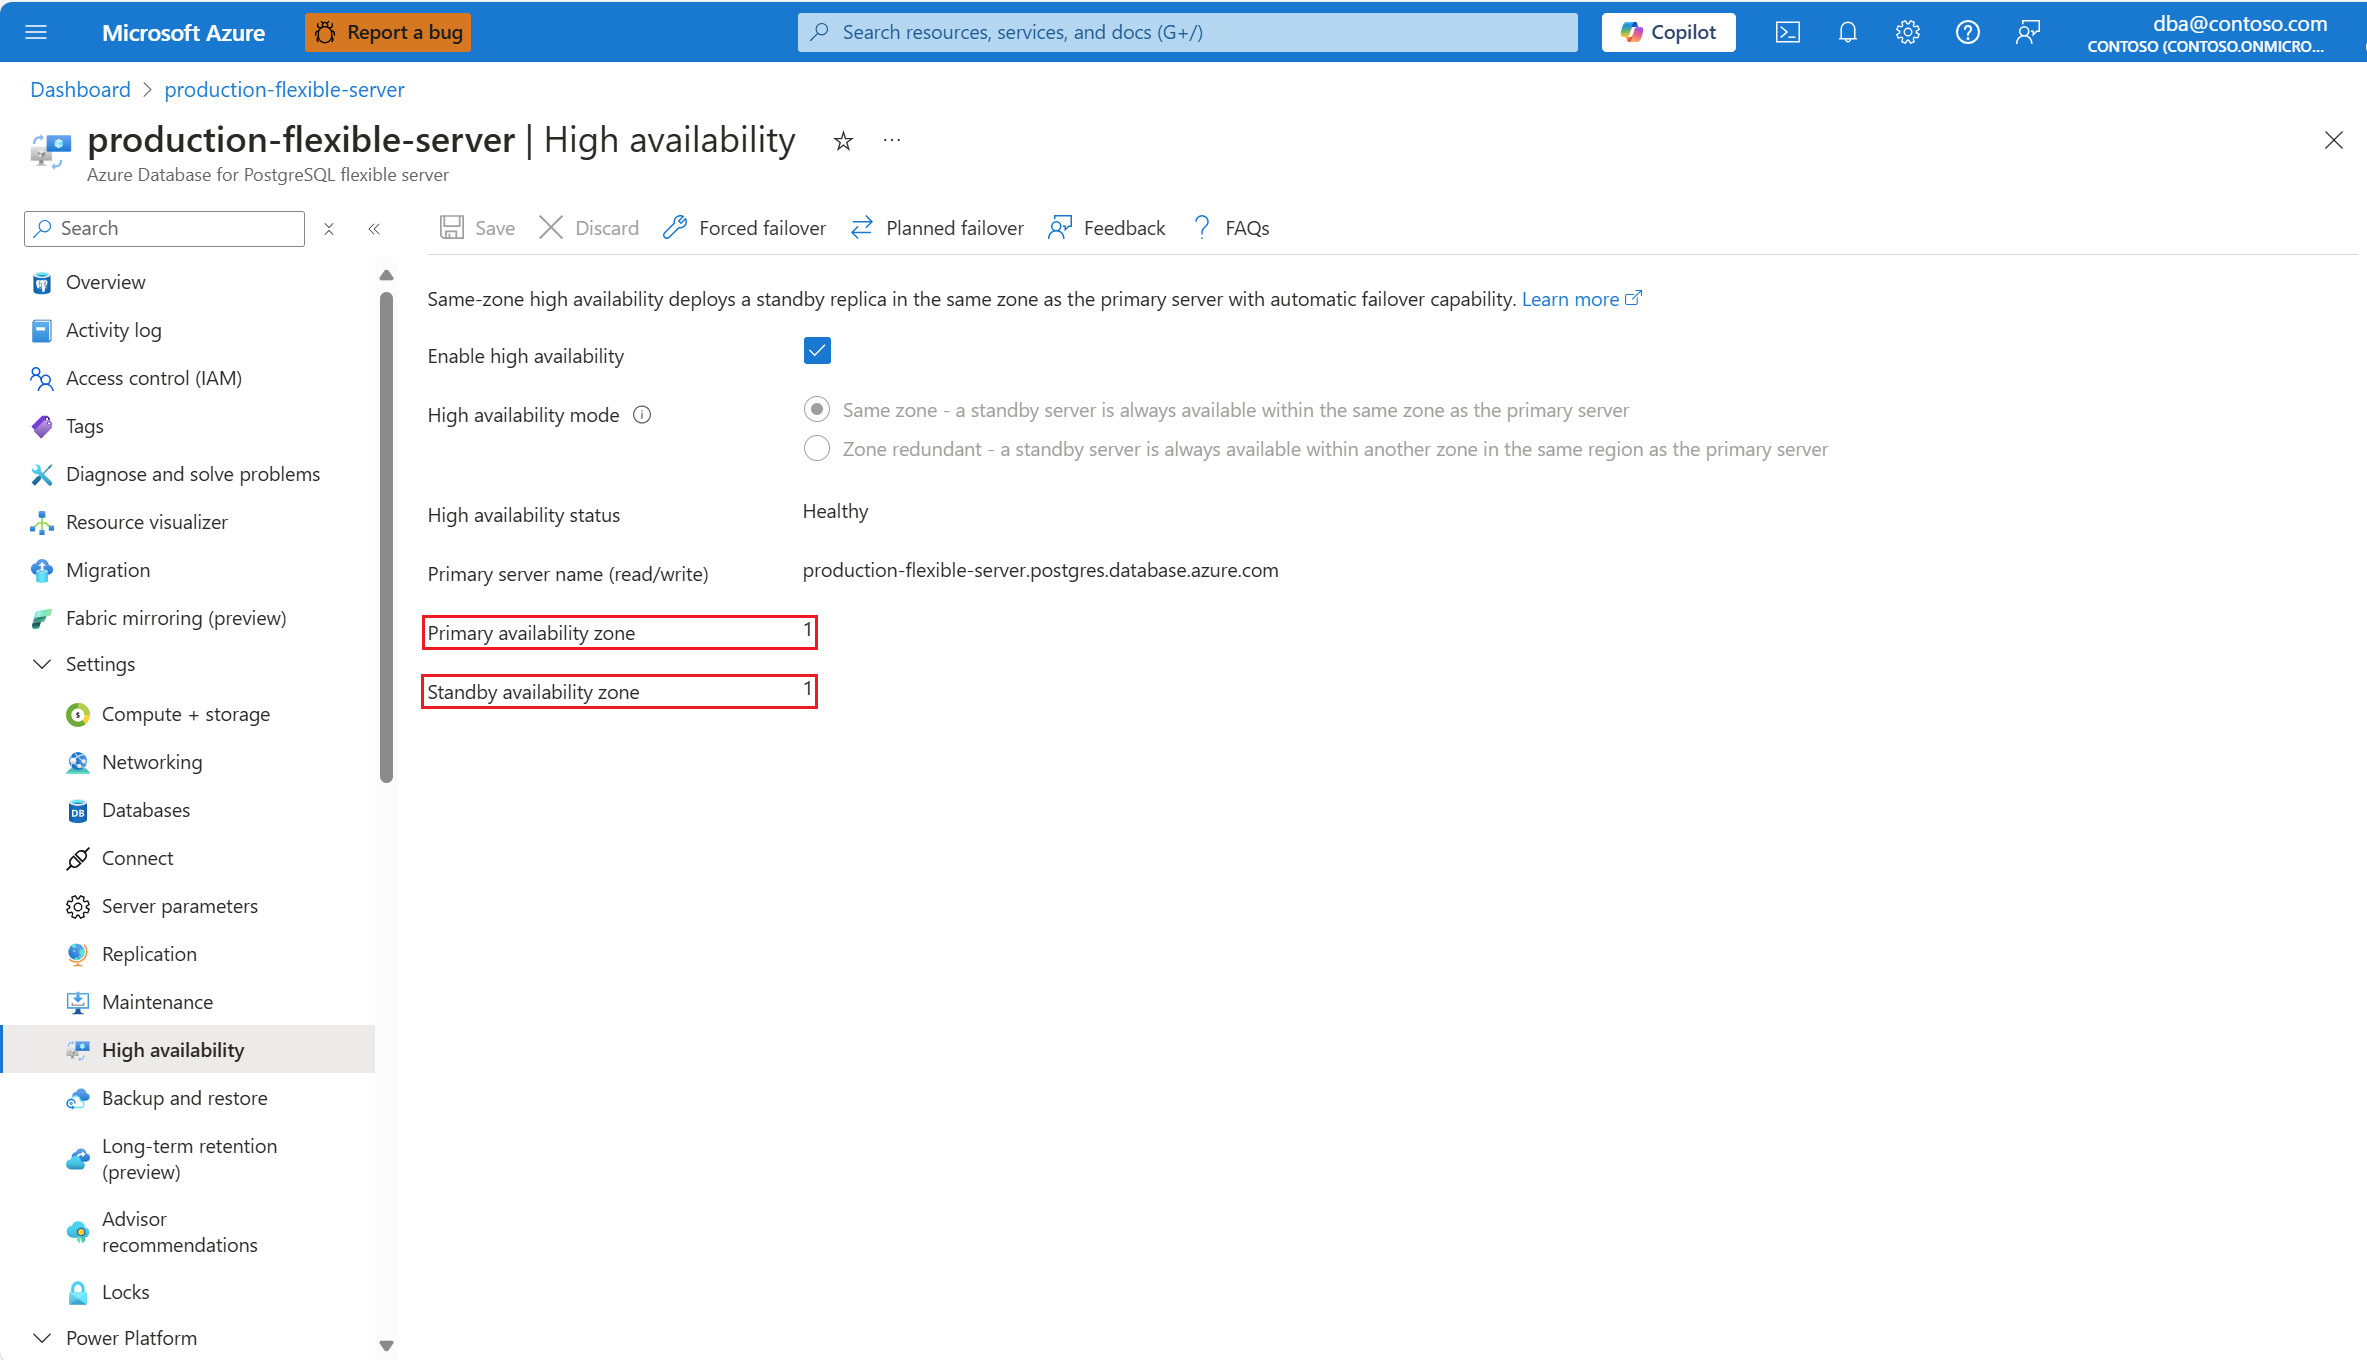 Microsoft Azure
Report a bug
Search resources, services, and docs (G+/)
Copilot
dba@contoso.com
CONTOSO (CONTOSO.ONMICRO...
Dashboard > production-flexible-server
production-flexible-server | High availability
Azure Database for PostgreSQL flexible server
Search
Save
Discard
Forced failover
Planned failover
Feedback
FAQs
Overview
Activity log
Access control (IAM)
Tags
Diagnose and solve problems
Resource visualizer
Migration
Fabric mirroring (preview)
Settings
Compute + storage
Networking
Databases
Connect
Server parameters
Replication
Maintenance
High availability
Backup and restore
Long-term retention
(preview)
Advisor
recommendations
Locks
Power Platform
Same-zone high availability deploys a standby replica in the same zone as the primary server with automatic failover capability. Learn more
Enable high availability
High availability mode
Same zone - a standby server is always available within the same zone as the primary server
Zone redundant - a standby server is always available within another zone in the same region as the primary server
High availability status
Healthy
Primary server name (read/write)
production-flexible-server.postgres.database.azure.com
Primary availability zone 1
Standby availability zone 1